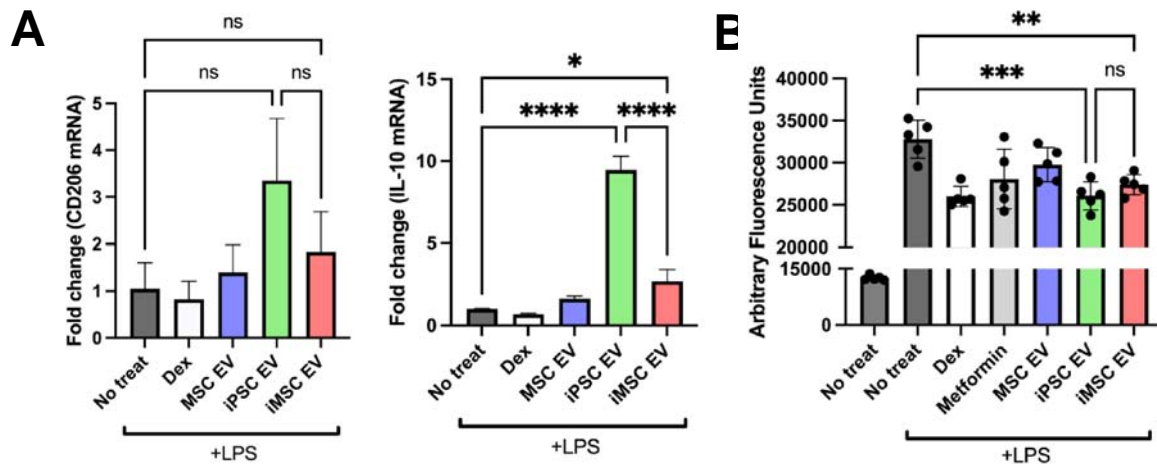 A
ns
ns
ns
Fold change (CD206 mRNA)
5
4
3
2
1
0
No treat
Dex
MSC EV
iPSC EV
iMSC EV
+LPS
*
****
****
Fold change (IL-10 mRNA)
15
10
5
0
No treat
Dex
MSC EV
iPSC EV
iMSC EV
+LPS
B
**
***
ns
Arbitrary Fluorescence Units
40000
35000
30000
25000
20000
15000
0
No treat
No treat
Dex
Metformin
MSC EV
iPSC EV
iMSC EV
+LPS